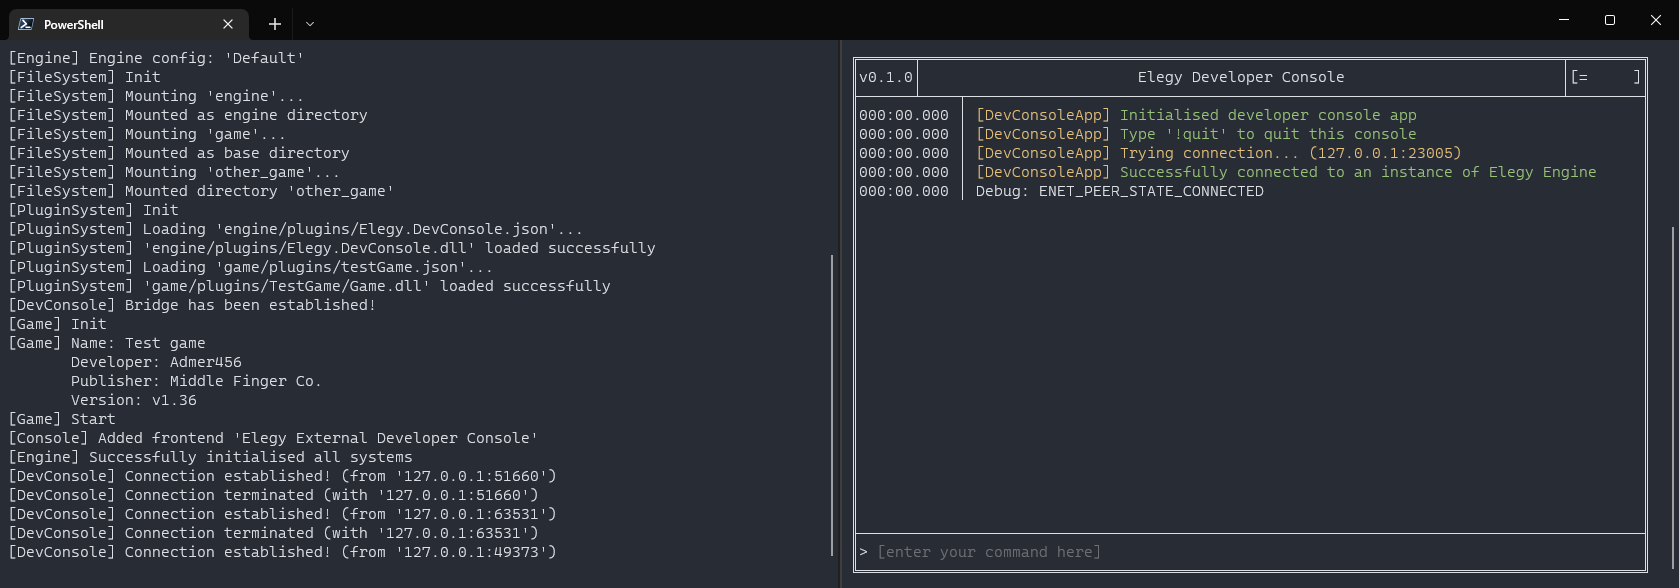 PowerShell
[Engine] Engine config: 'Default'
[FileSystem] Init
[FileSystem] Mounting 'engine'...
[FileSystem] Mounted as engine directory
[FileSystem] Mounting 'game'...
[FileSystem] Mounted as base directory
[FileSystem] Mounting 'other_game'...
[FileSystem] Mounted directory 'other_game'
[PluginSystem] Init
[PluginSystem] Loading 'engine/plugins/Elegy.DevConsole.json'...
[PluginSystem] 'engine/plugins/Elegy.DevConsole.dll' loaded successfully
[PluginSystem] Loading 'game/plugins/testGame.json'...
[PluginSystem] 'game/plugins/TestGame/Game.dll' loaded successfully
[DevConsole] Bridge has been established!
[Game] Init
[Game] Name: Test game
Developer: Admer456
Publisher: Middle Finger Co.
Version: v1.36
[Game] Start
[Console] Added frontend 'Elegy External Developer Console'
[Engine] Successfully initialised all systems
[DevConsole] Connection established! (from '127.0.0.1:51660')
[DevConsole] Connection terminated (with '127.0.0.1:51660')
[DevConsole] Connection established! (from '127.0.0.1:63531')
[DevConsole] Connection terminated (with '127.0.0.1:63531')
[DevConsole] Connection established! (from '127.0.0.1:49373')
v0.1.0 Elegy Developer Console [=     ]
000:00.000 [DevConsoleApp] Initialised developer console app
000:00.000 [DevConsoleApp] Type '!quit' to quit this console
000:00.000 [DevConsoleApp] Trying connection... (127.0.0.1:23005)
000:00.000 [DevConsoleApp] Successfully connected to an instance of Elegy Engine
000:00.000 Debug: ENET_PEER_STATE_CONNECTED
> [enter your command here]